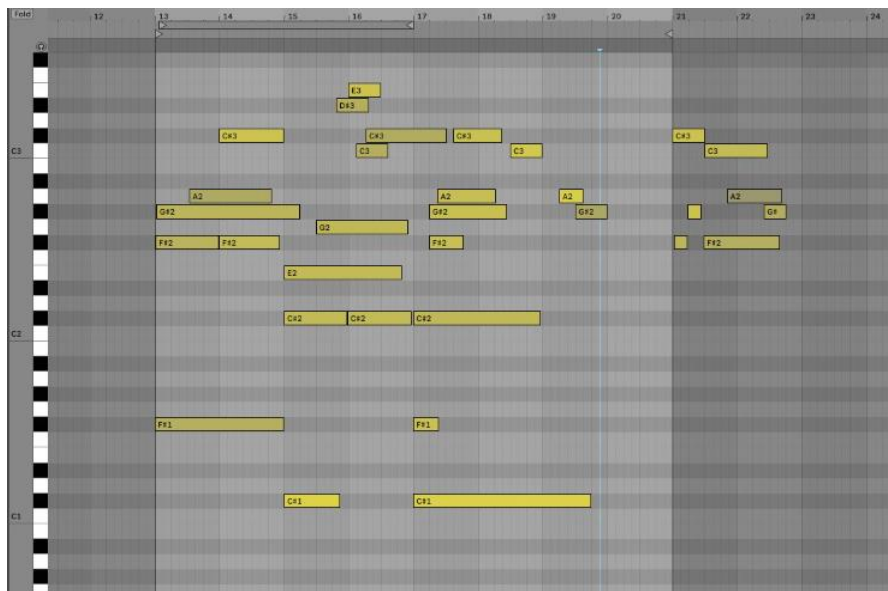 Fold 12 13 14 15 16 17 18 19 20 21 22 23 24
E3
D#3
C#3 C#3 C#3 C#3
C3 C3 C3 C3
A2 A2 A2 A2
G#2 G#2 G#2 G#
G2
F#2 F#2 F#2 F#2
E2
C#2 C#2 C#2
C2
F#1 F#1
C#1 C#1
C1